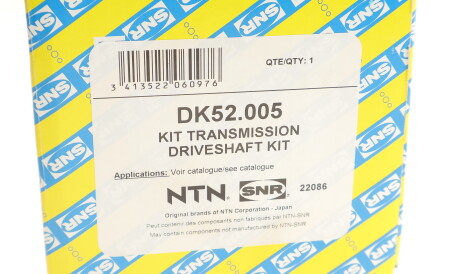 QTE/QTY: 1
3 413522 060976
DK52.005
KIT TRANSMISSION
DRIVESHAFT KIT
Applications: Voir catalogue/see catalogue
NTN® SNR® 22086
Original brands of NTN Corporation - Japan
Peut contenir des composants non fabriqués par NTN-SNR
May contain components not manufactured by NTN-SNR
SNR
SNR
SNR
SNR
SNR